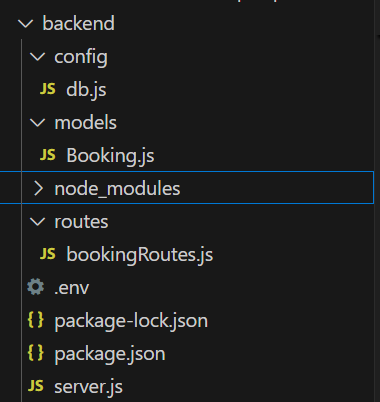 backend
config
JS db.js
models
JS Booking.js
node_modules
routes
JS bookingRoutes.js
.env
{} package-lock.json
{} package.json
JS server.js